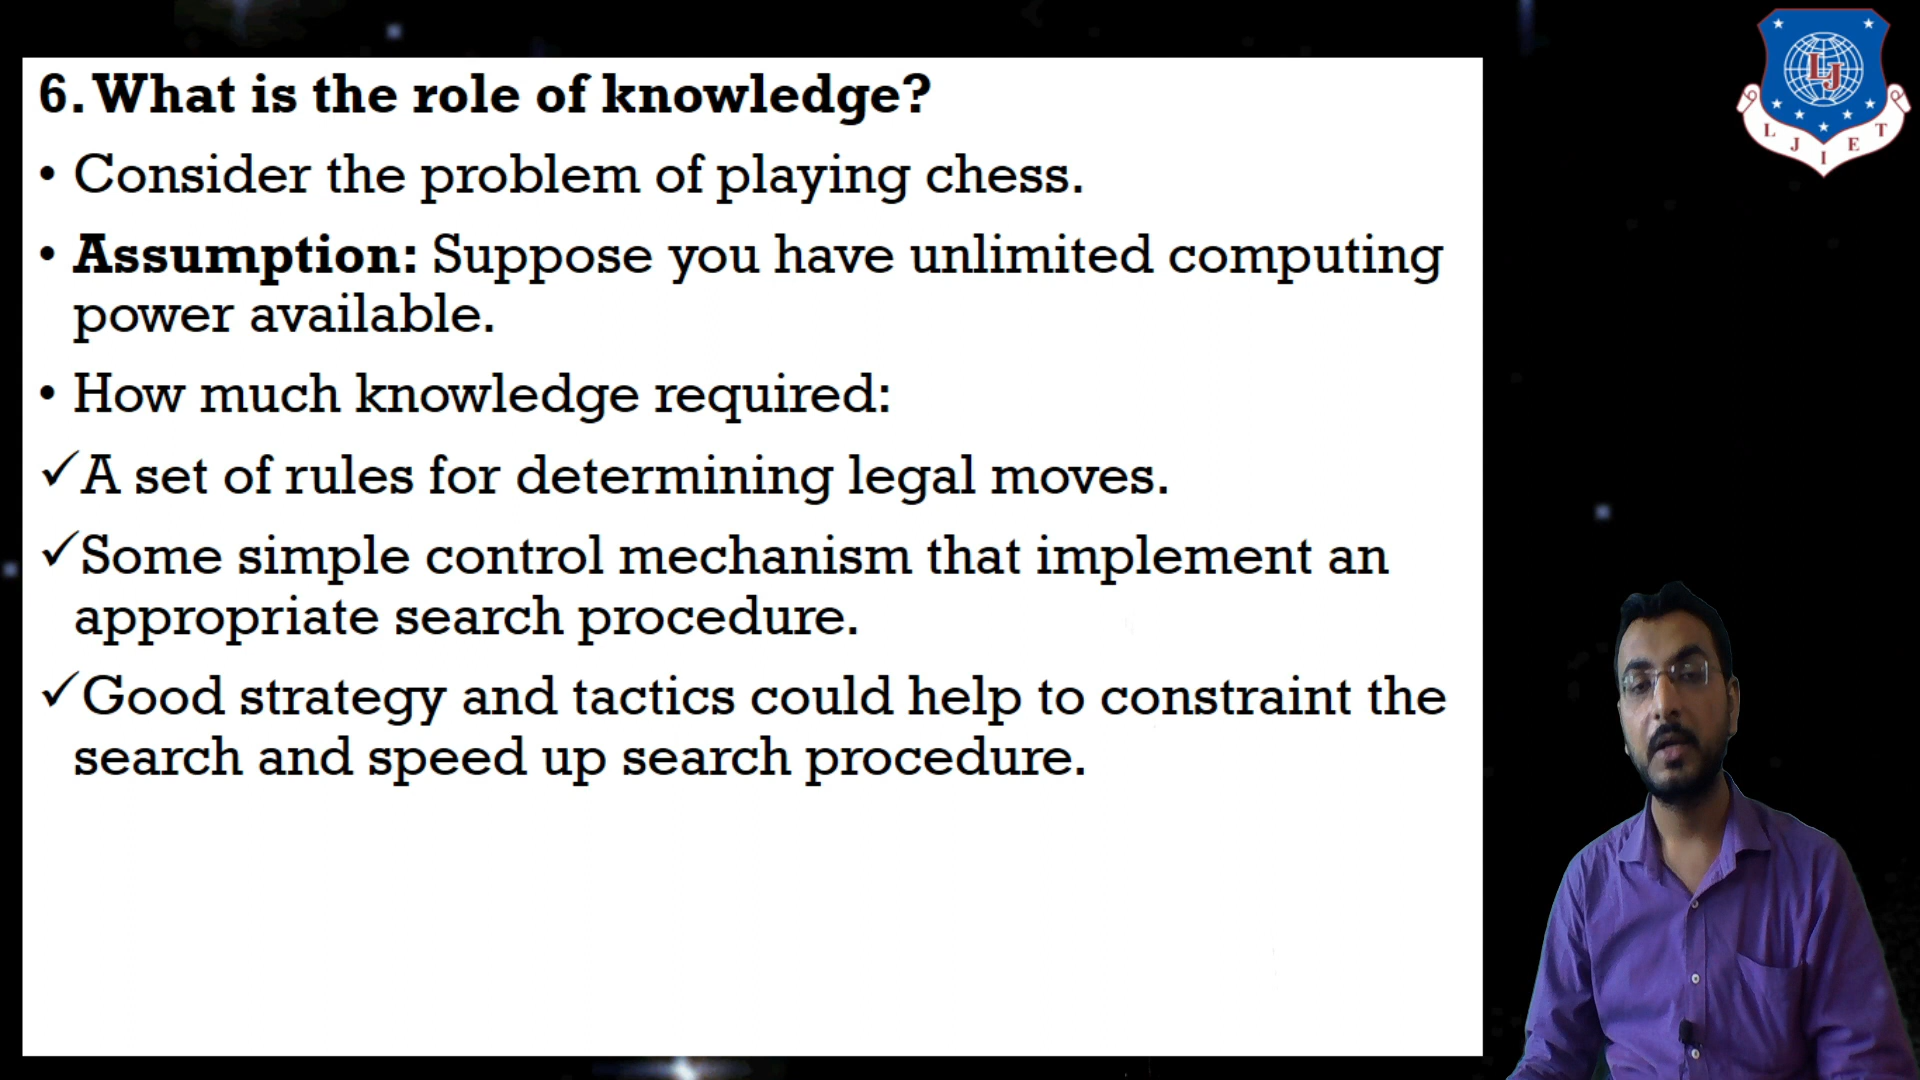 6. What is the role of knowledge?
• Consider the problem of playing chess.
• Assumption: Suppose you have unlimited computing
power available.
• How much knowledge required:
✓A set of rules for determining legal moves.
✓Some simple control mechanism that implement an
appropriate search procedure.
✓Good strategy and tactics could help to constraint the
search and speed up search procedure.
LJ
L J I E T